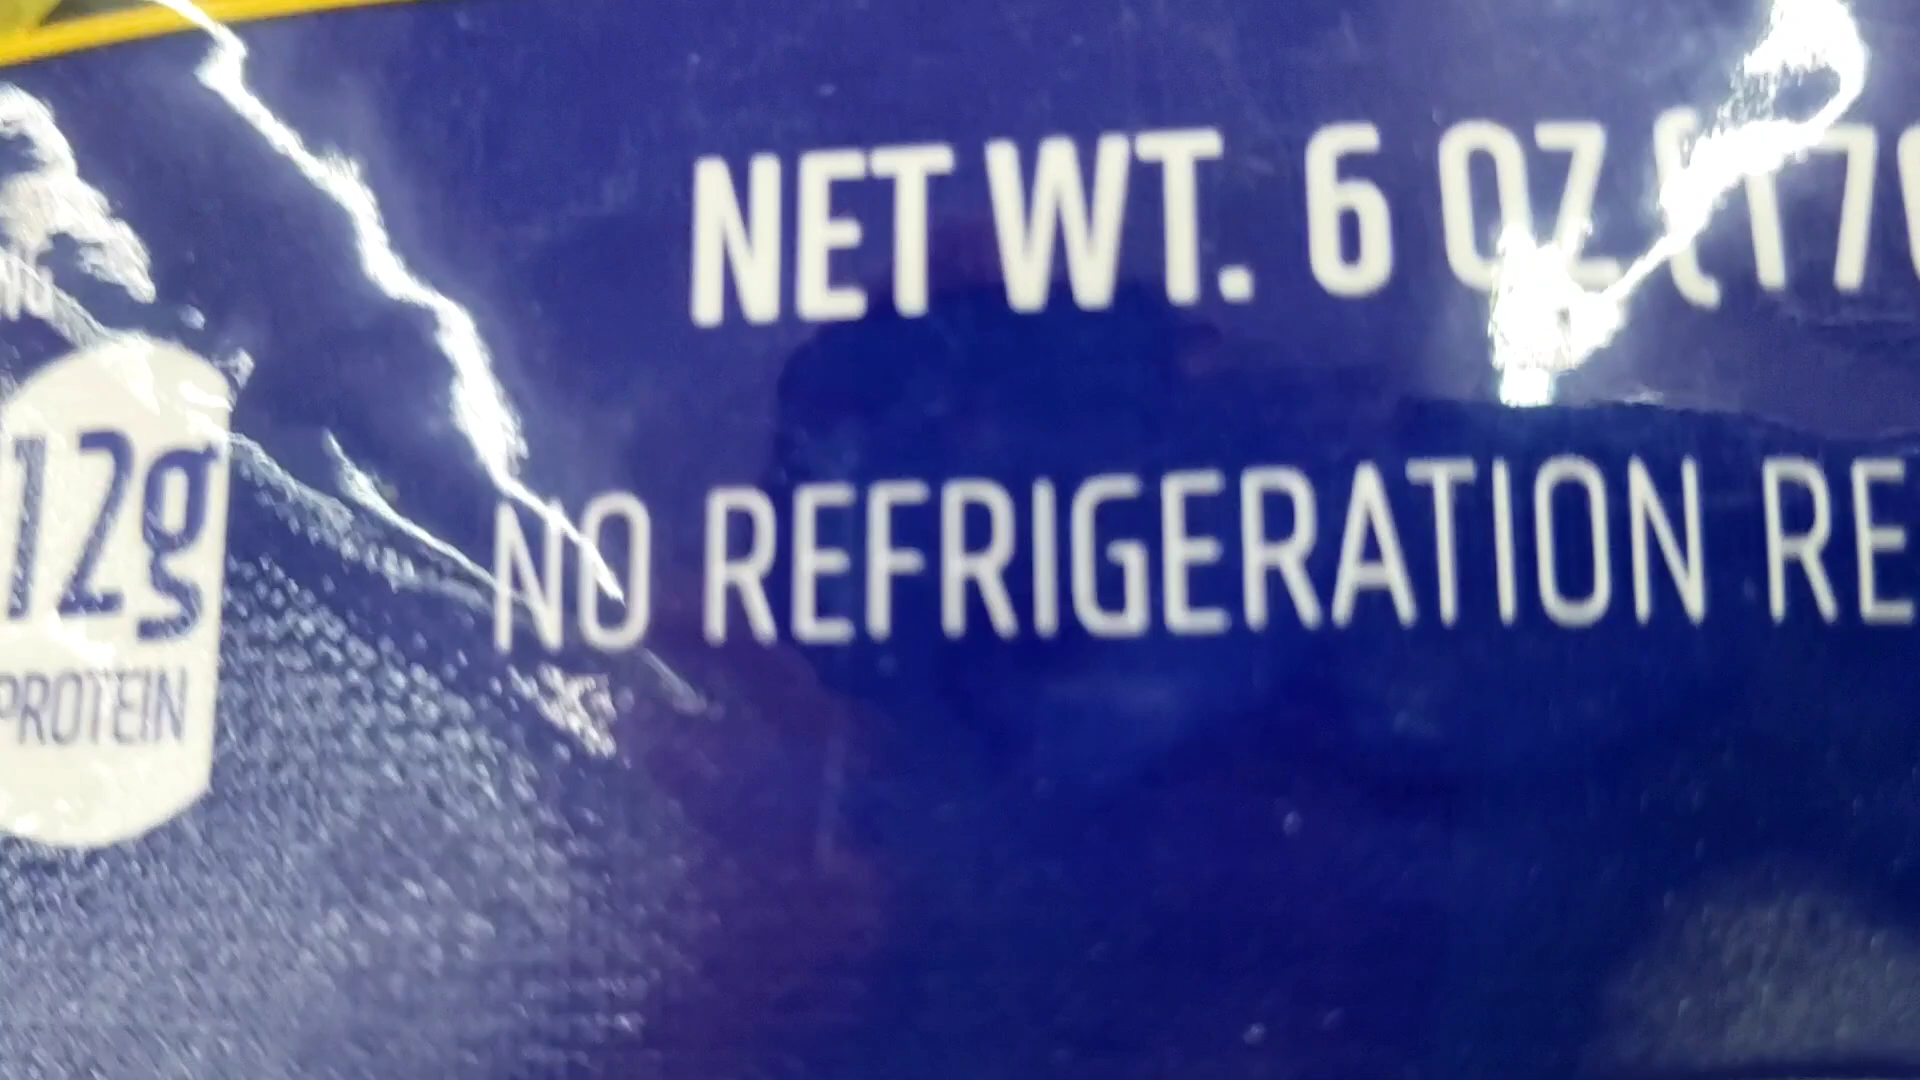 NET WT. 6 OZ (17
NO REFRIGERATION RE
12g
PROTEIN